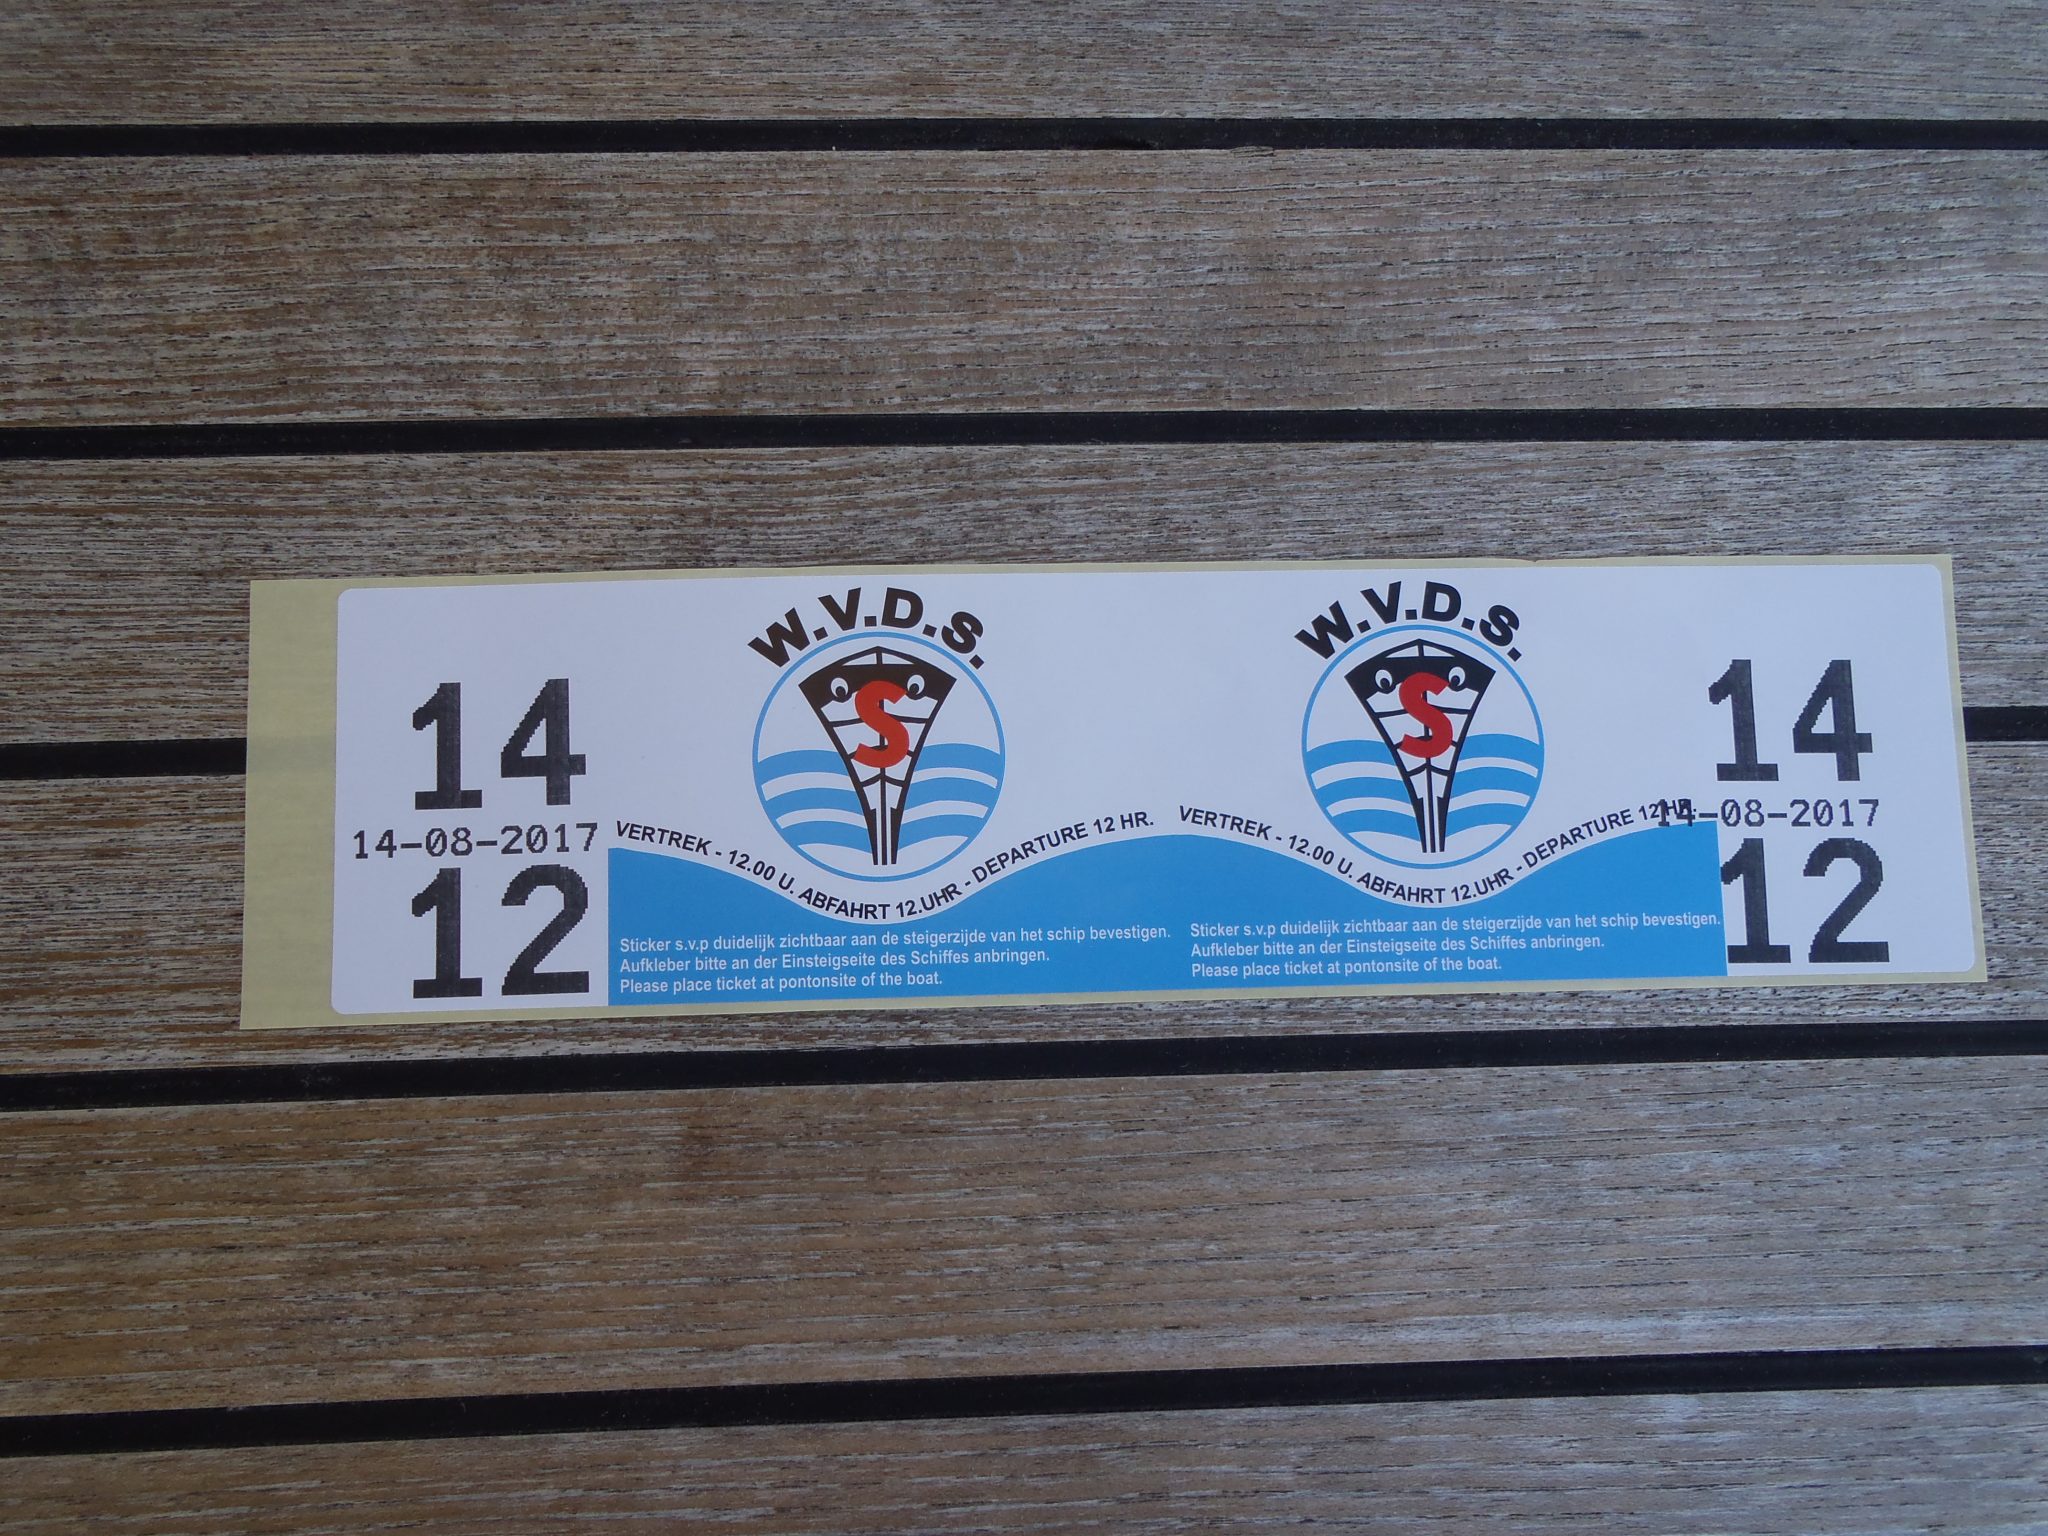 14
14-08-2017
12
W.V.D.S.
S
VERTREK - 12.00 U. ABFAHRT 12.UHR - DEPARTURE 12 HR.
Sticker s.v.p duidelijk zichtbaar aan de steigerzijde van het schip bevestigen.
Aufkleber bitte an der Einsteigseite des Schiffes anbringen.
Please place ticket at pontonsite of the boat.
W.V.D.S.
S
VERTREK - 12.00 U. ABFAHRT 12.UHR - DEPARTURE 12 HR.
Sticker s.v.p duidelijk zichtbaar aan de steigerzijde van het schip bevestigen.
Aufkleber bitte an der Einsteigseite des Schiffes anbringen.
Please place ticket at pontonsite of the boat.
14
14-08-2017
12